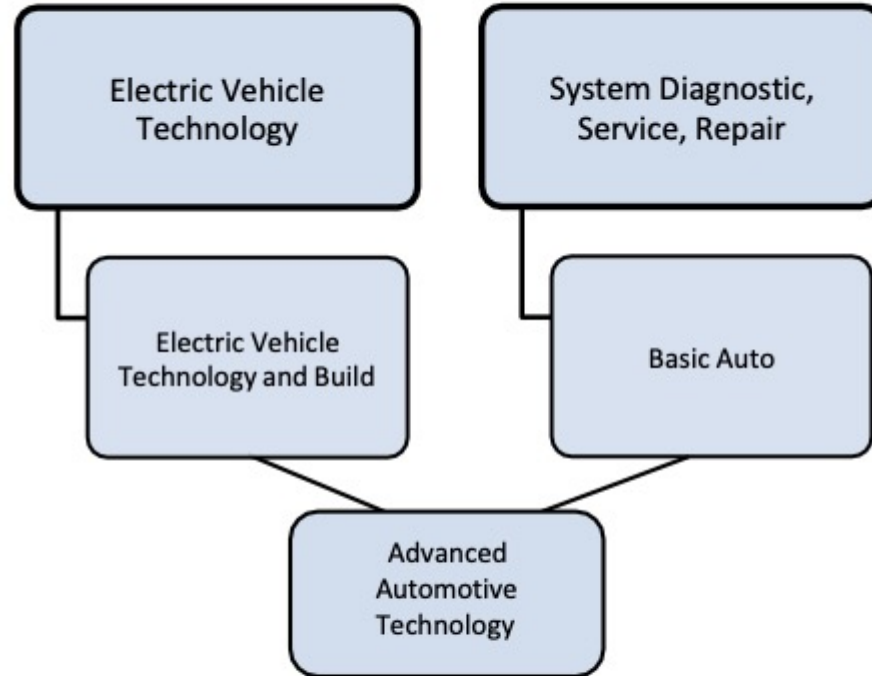 Electric Vehicle
Technology
System Diagnostic,
Service, Repair
Electric Vehicle
Technology and Build
Basic Auto
Advanced
Automotive
Technology